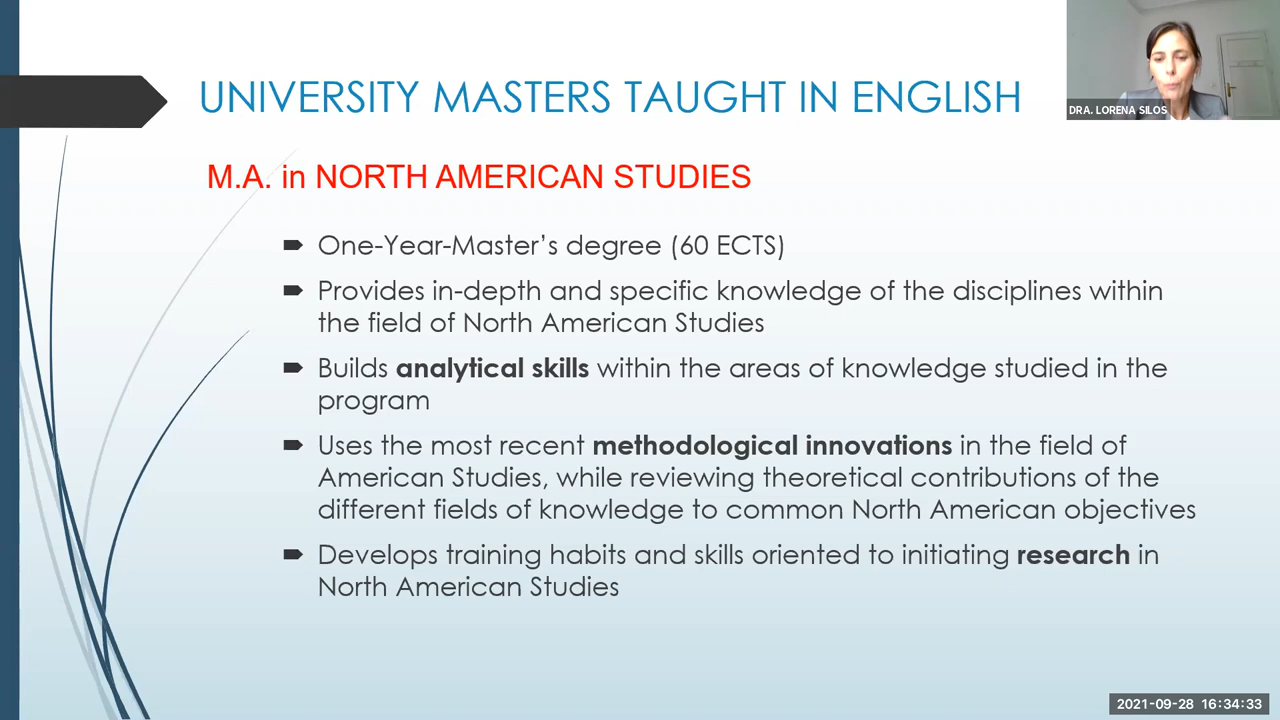 UNIVERSITY MASTERS TAUGHT IN ENGLISH
DRA. LORENA SILOS
M.A. in NORTH AMERICAN STUDIES
One-Year-Master’s degree (60 ECTS)
Provides in-depth and specific knowledge of the disciplines within
the field of North American Studies
Builds analytical skills within the areas of knowledge studied in the
program
Uses the most recent methodological innovations in the field of
American Studies, while reviewing theoretical contributions of the
different fields of knowledge to common North American objectives
Develops training habits and skills oriented to initiating research in
North American Studies
2021-09-28 16:34:33